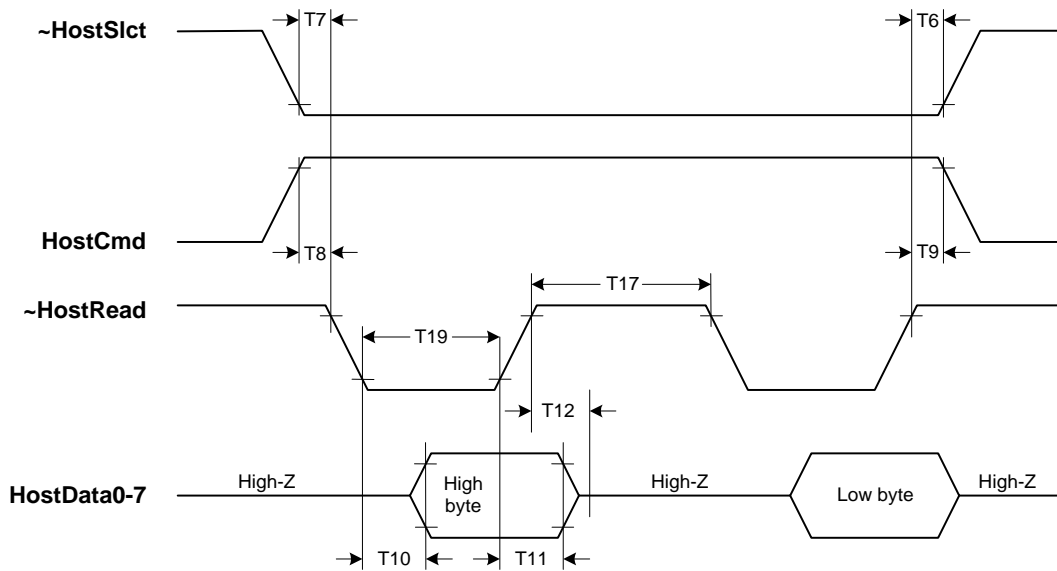 T7
T6
~HostSlct
HostCmd
T8
T9
~HostRead
T17
T19
T12
HostData0-7
High-Z
High
byte
High-Z
Low byte
High-Z
T10
T11